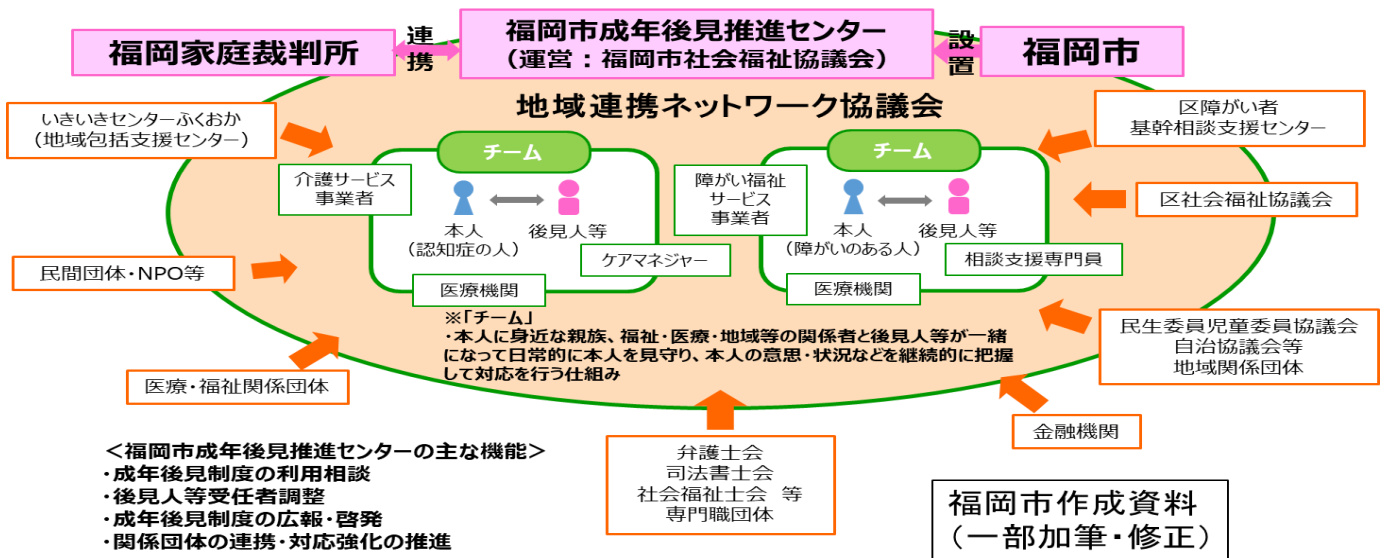 福岡家庭裁判所
連携
福岡市成年後見推進センター
（運営：福岡市社会福祉協議会）
設置
福岡市
地域連携ネットワーク協議会
いきいきセンターふくおか
（地域包括支援センター）
区障がい者
基幹相談支援センター
チーム
介護サービス
事業者
本人
（認知症の人）
後見人等
ケアマネジャー
医療機関
チーム
障がい福祉
サービス
事業者
本人
（障がいのある人）
後見人等
相談支援専門員
医療機関
区社会福祉協議会
民間団体・NPO等
※「チーム」
・本人に身近な親族、福祉・医療・地域等の関係者と後見人等が一緒
になって日常的に本人を見守り、本人の意思・状況などを継続的に把握
して対応を行う仕組み
民生委員児童委員協議会
自治協議会等
地域関係団体
医療・福祉関係団体
金融機関
弁護士会
司法書士会
社会福祉士会 等
専門職団体
＜福岡市成年後見推進センターの主な機能＞
・成年後見制度の利用相談
・後見人等受任者調整
・成年後見制度の広報・啓発
・関係団体の連携・対応強化の推進
福岡市作成資料
（一部加筆・修正）